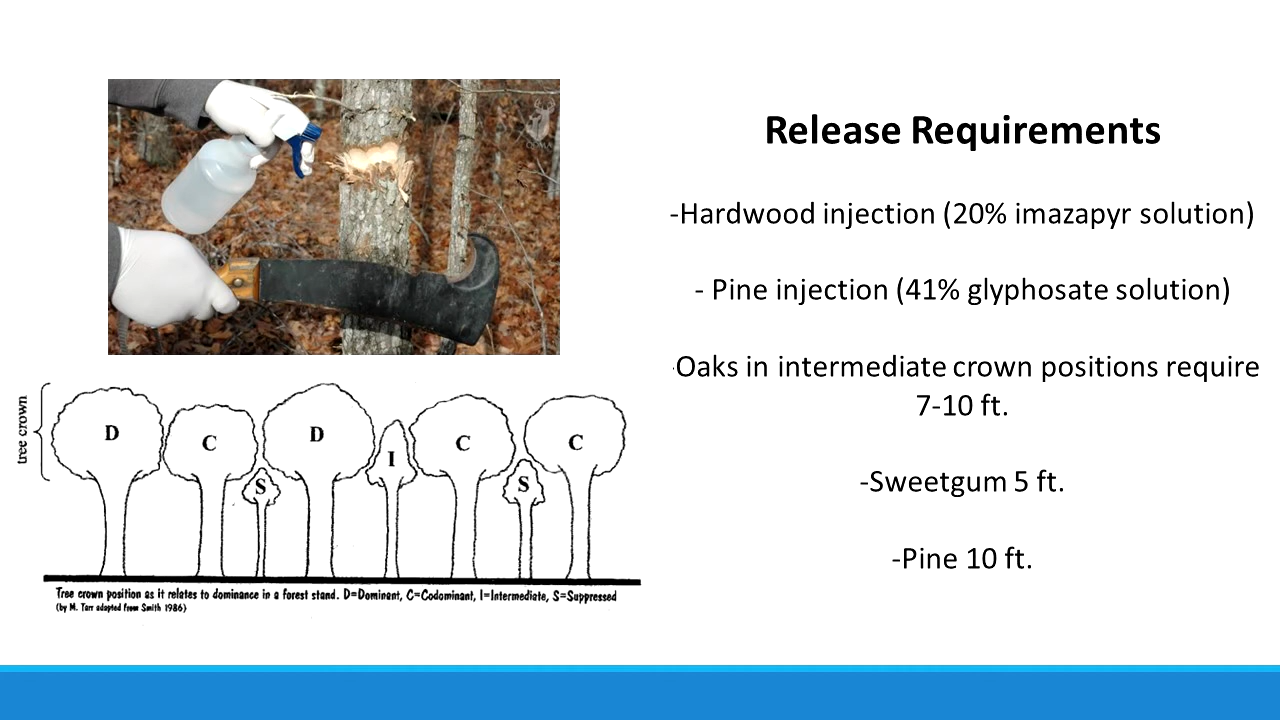 Release Requirements
-Hardwood injection (20% imazapyr solution)
- Pine injection (41% glyphosate solution)
-Oaks in intermediate crown positions require
7-10 ft.
-Sweetgum 5 ft.
-Pine 10 ft.
tree crown
D
C
D
C
C
I
S
S
Tree crown position as it relates to dominance in a forest stand. D=Dominant, C=Codominant, I=Intermediate, S=Suppressed
(by M. Tarr adapted from Smith 1986)